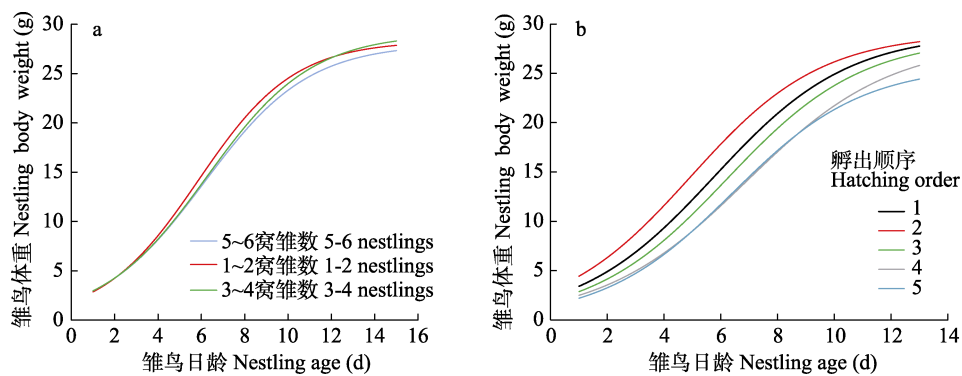 a
雏鸟体重 Nestling body weight (g)
30
25
20
15
10
5
0
5~6窝雏数 5-6 nestlings
1~2窝雏数 1-2 nestlings
3~4窝雏数 3-4 nestlings
0 2 4 6 8 10 12 14 16
雏鸟日龄 Nestling age (d)
b
雏鸟体重 Nestling body weight (g)
30
25
20
15
10
5
0
孵出顺序
Hatching order
1
2
3
4
5
0 2 4 6 8 10 12 14
雏鸟日龄 Nestling age (d)